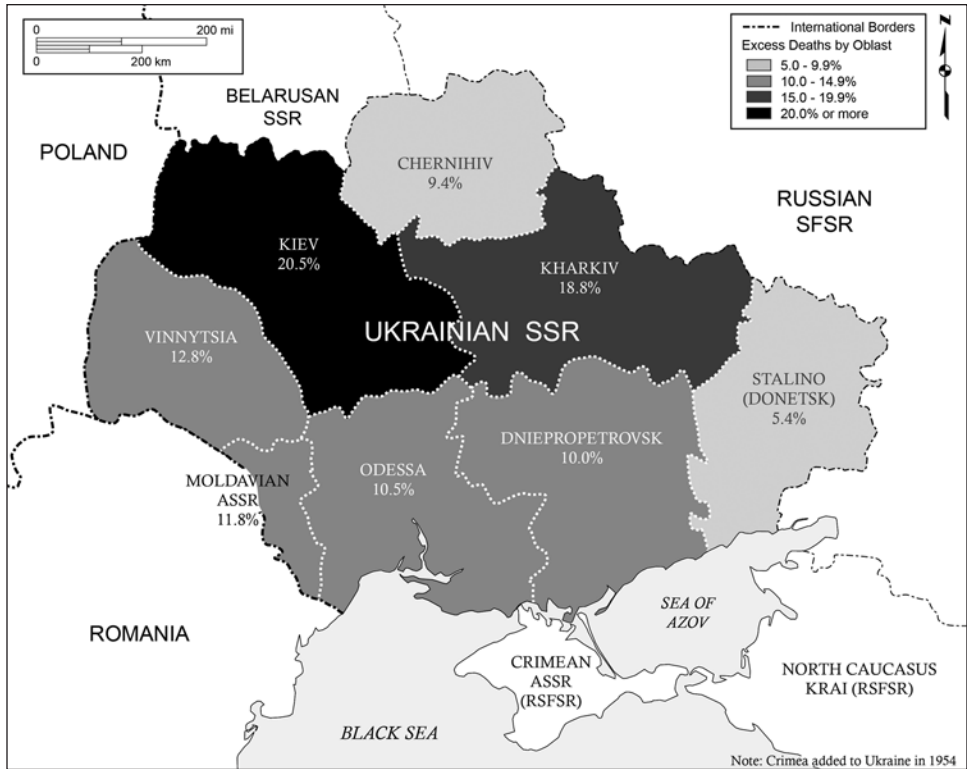 0 200 mi
0 200 km
International Borders
Excess Deaths by Oblast
5.0 - 9.9%
10.0 - 14.9%
15.0 - 19.9%
20.0% or more
N
BELARUSAN
SSR
POLAND
CHERNIHIV
9.4%
RUSSIAN
SFSR
KIEV
20.5%
KHARKIV
18.8%
UKRAINIAN SSR
VINNYTSIA
12.8%
STALINO
(DONETSK)
5.4%
DNIEPROPETROVSK
10.0%
ODESSA
10.5%
MOLDAVIAN
ASSR
11.8%
ROMANIA
SEA OF
AZOV
CRIMEAN
ASSR
(RSFSR)
NORTH CAUCASUS
KRAI (RSFSR)
BLACK SEA
Note: Crimea added to Ukraine in 1954